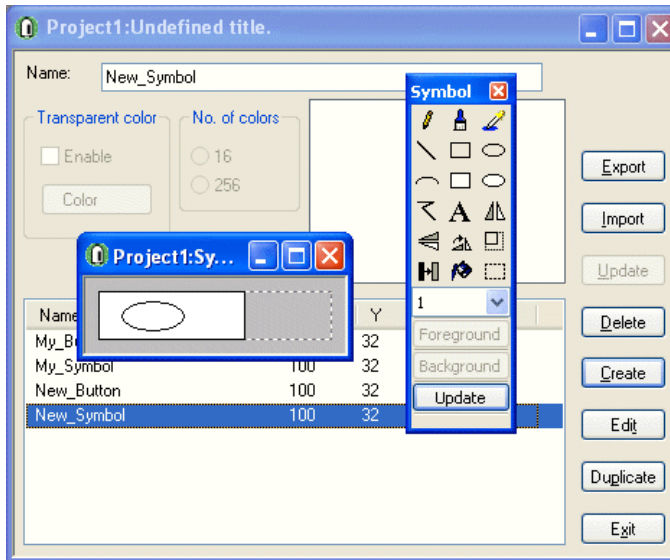 Project1:Undefined title.
Name: New_Symbol
Symbol
Transparent color
No. of colors
Enable
16
256
Color
A
Export
Import
Update
Delete
Create
Edit
Duplicate
Exit
Project1:Sy...
1
Foreground
Background
Update
Name Y
My_Bu 32
My_Symbol 100 32
New_Button 100 32
New_Symbol 100 32